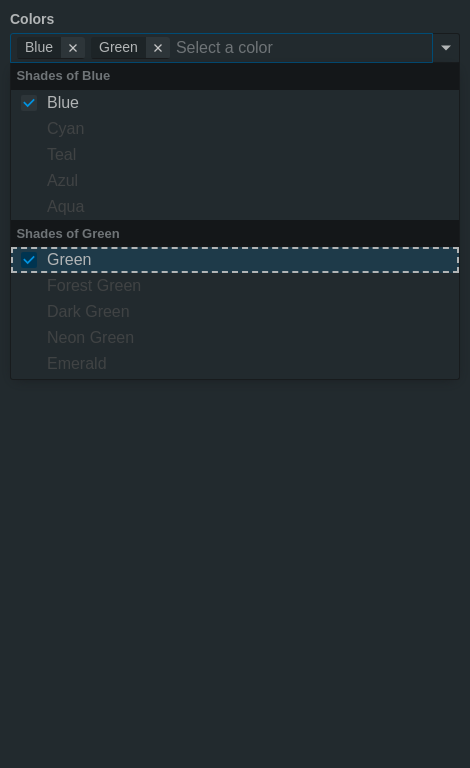 Colors
Blue Green Select a color
Shades of Blue
Blue
Cyan
Teal
Azul
Aqua
Shades of Green
Green
Forest Green
Dark Green
Neon Green
Emerald